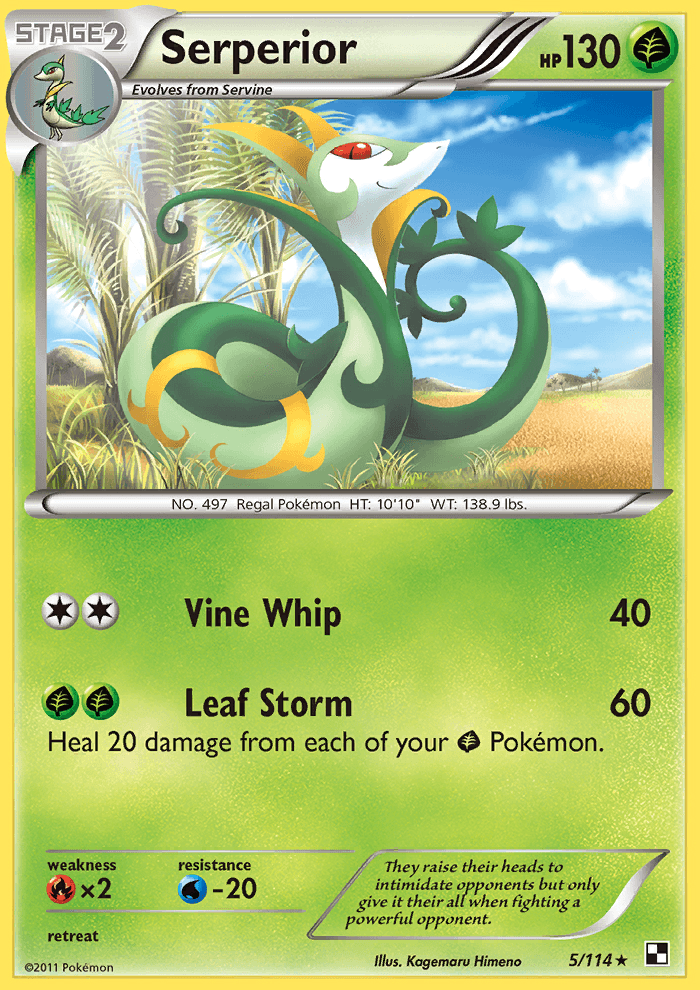 STAGE2
Serperior
HP130
Evolves from Servine
NO. 497 Regal Pokémon HT: 10'10" WT: 138.9 lbs.
Vine Whip 40
Leaf Storm 60
Heal 20 damage from each of your Pokémon.
weakness
×2
resistance
-20
retreat
They raise their heads to
intimidate opponents but only
give it their all when fighting a
powerful opponent.
©2011 Pokémon
Illus. Kagemaru Himeno
5/114★